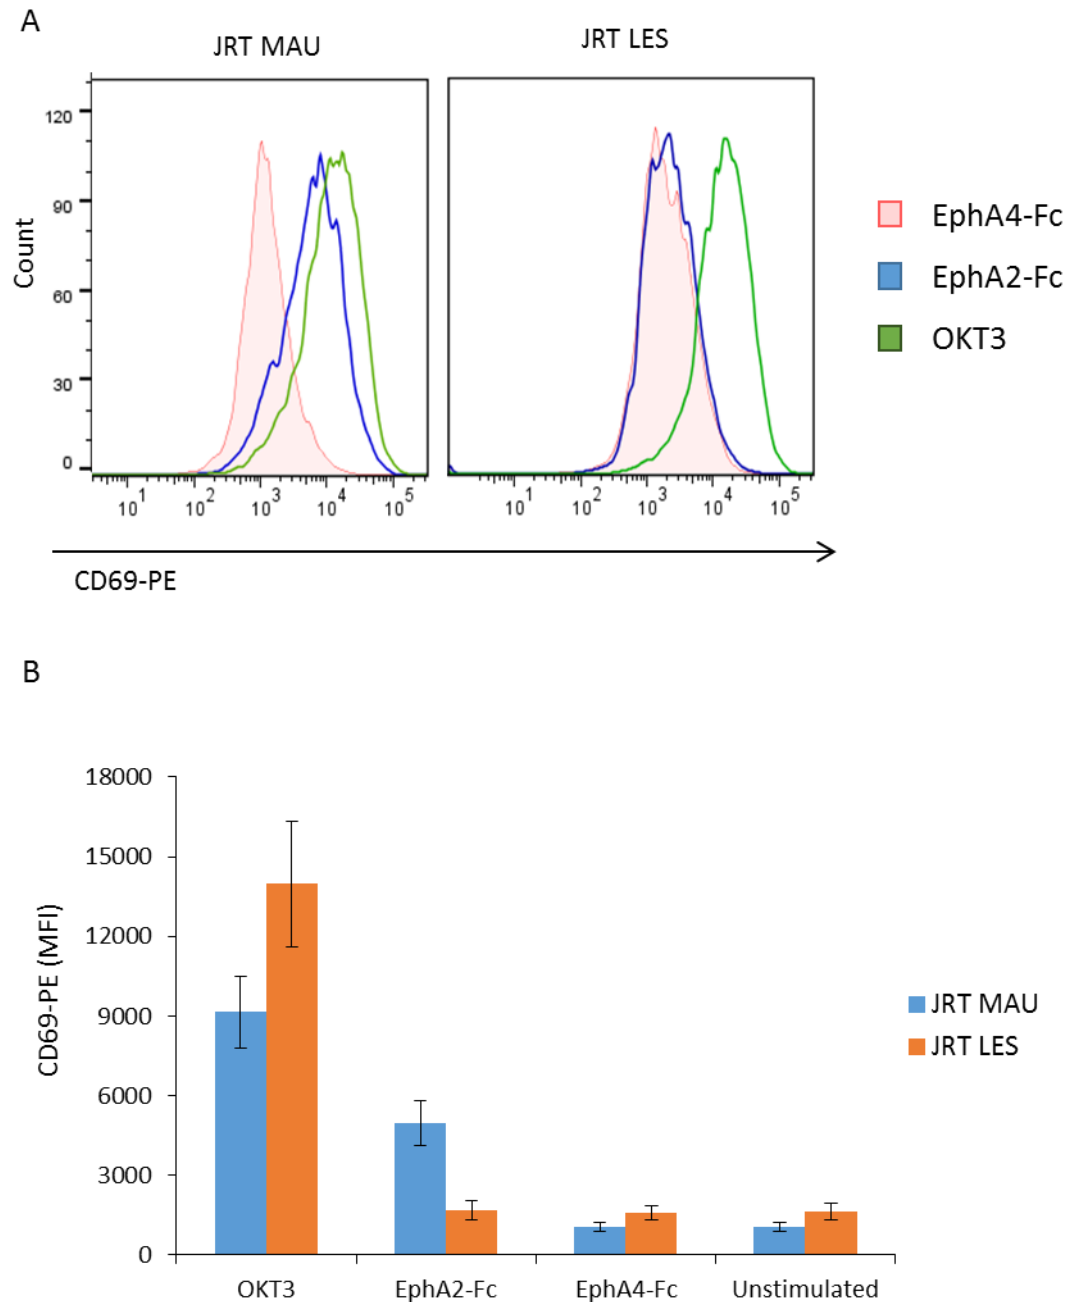 A
JRT MAU
JRT LES
Count
120
90
60
30
0
10^1 10^2 10^3 10^4 10^5
10^1 10^2 10^3 10^4 10^5
EphA4-Fc
EphA2-Fc
OKT3
CD69-PE
B
CD69-PE (MFI)
18000
15000
12000
9000
6000
3000
0
OKT3 EphA2-Fc EphA4-Fc Unstimulated
JRT MAU
JRT LES